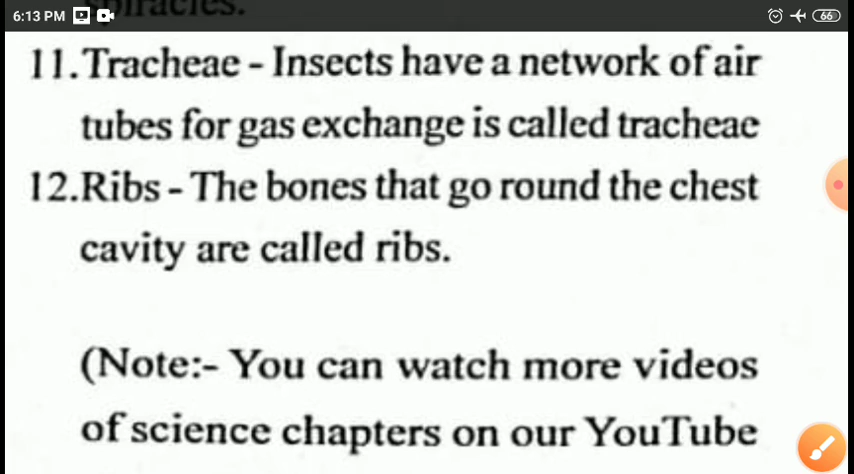 6:13 PM
66
spiracles.
11. Tracheae - Insects have a network of air
tubes for gas exchange is called tracheae
12. Ribs - The bones that go round the chest
cavity are called ribs.
(Note:- You can watch more videos
of science chapters on our YouTube